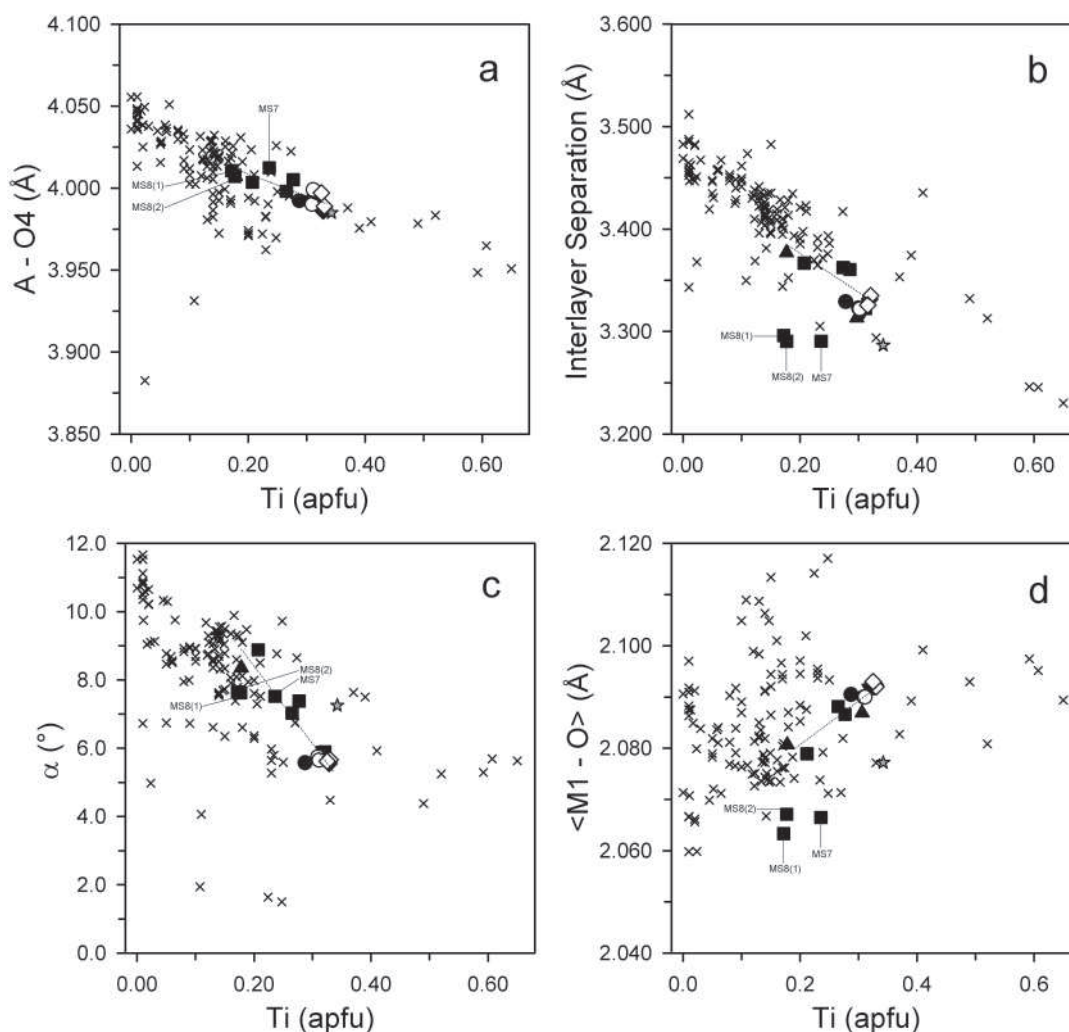 a
4.100
4.050
4.000
3.950
3.900
3.850
A - O4 (Å)
MS7
MS8(1)
MS8(2)
0.00 0.20 0.40 0.60
Ti (apfu)
b
3.600
3.500
3.400
3.300
3.200
Interlayer Separation (Å)
MS8(1)
MS8(2)
MS7
0.00 0.20 0.40 0.60
Ti (apfu)
c
12.0
10.0
8.00
6.00
4.00
2.00
0.0
α (°)
MS8(2)
MS7
MS8(1)
0.00 0.20 0.40 0.60
Ti (apfu)
d
2.120
2.100
2.080
2.060
2.040
<M1 - O> (Å)
MS8(2)
MS8(1)
MS7
0.0 0.2 0.4 0.6
Ti (apfu)